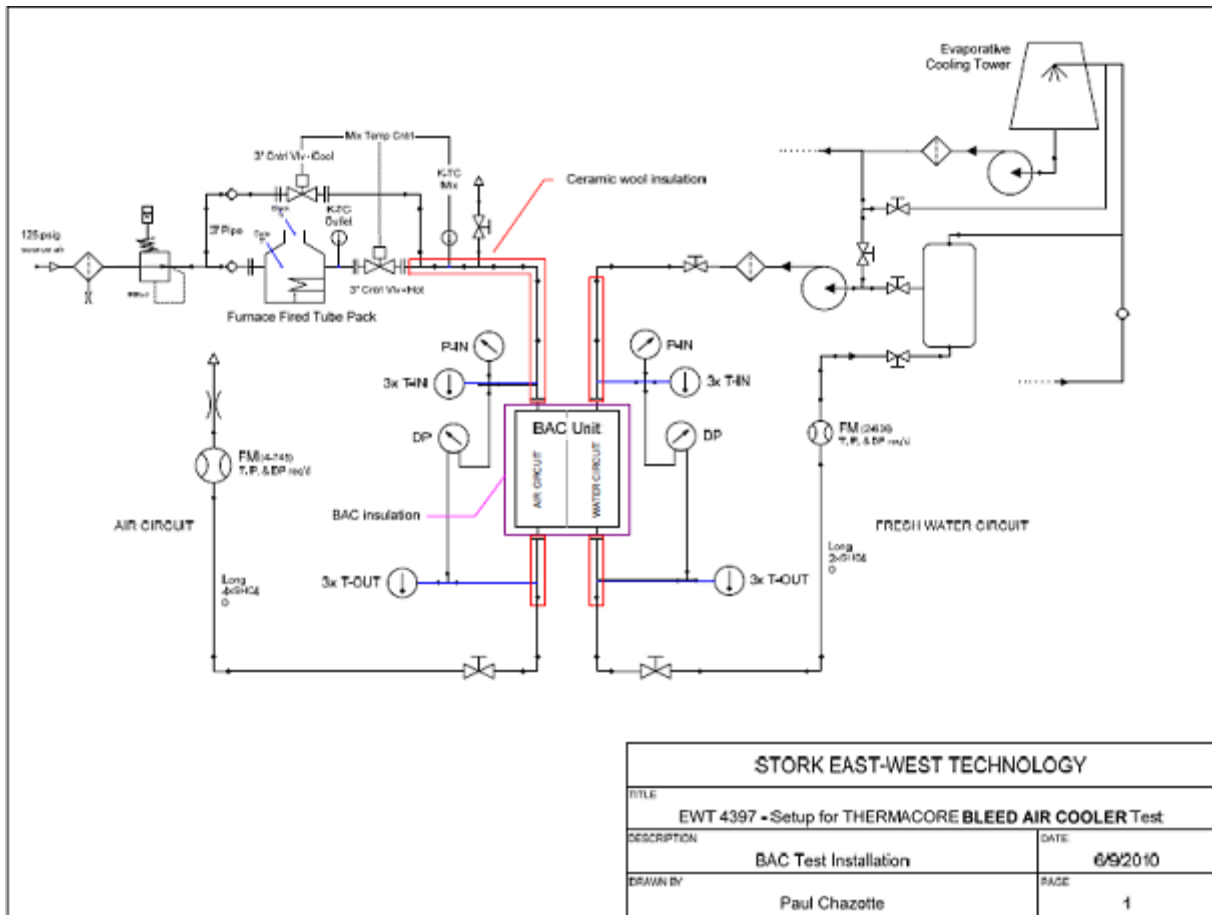 Evaporative
Cooling Tower
Mix Temp Cntrl
3" Cntrl Vlv - Cool
K-TC
Mix
Ceramic wool insulation
125 psig
source air
3" Pipe
K-TC
Outlet
3" Cntrl Vlv - Hot
Furnace Fired Tube Pack
P-IN
P-IN
3x T-IN
3x T-IN
BAC Unit
DP
DP
FM (4-745)
T, P, & DP req'd
FM
T, P, & DP req'd
AIR CIRCUIT
WATER CIRCUIT
BAC insulation
AIR CIRCUIT
FRESH WATER CIRCUIT
Long
Long
3x T-OUT
3x T-OUT
STORK EAST-WEST TECHNOLOGY
TITLE
EWT 4397 - Setup for THERMACORE BLEED AIR COOLER Test
DESCRIPTION
DATE
BAC Test Installation
6/9/2010
DRAWN BY
PAGE
Paul Chazotte
1